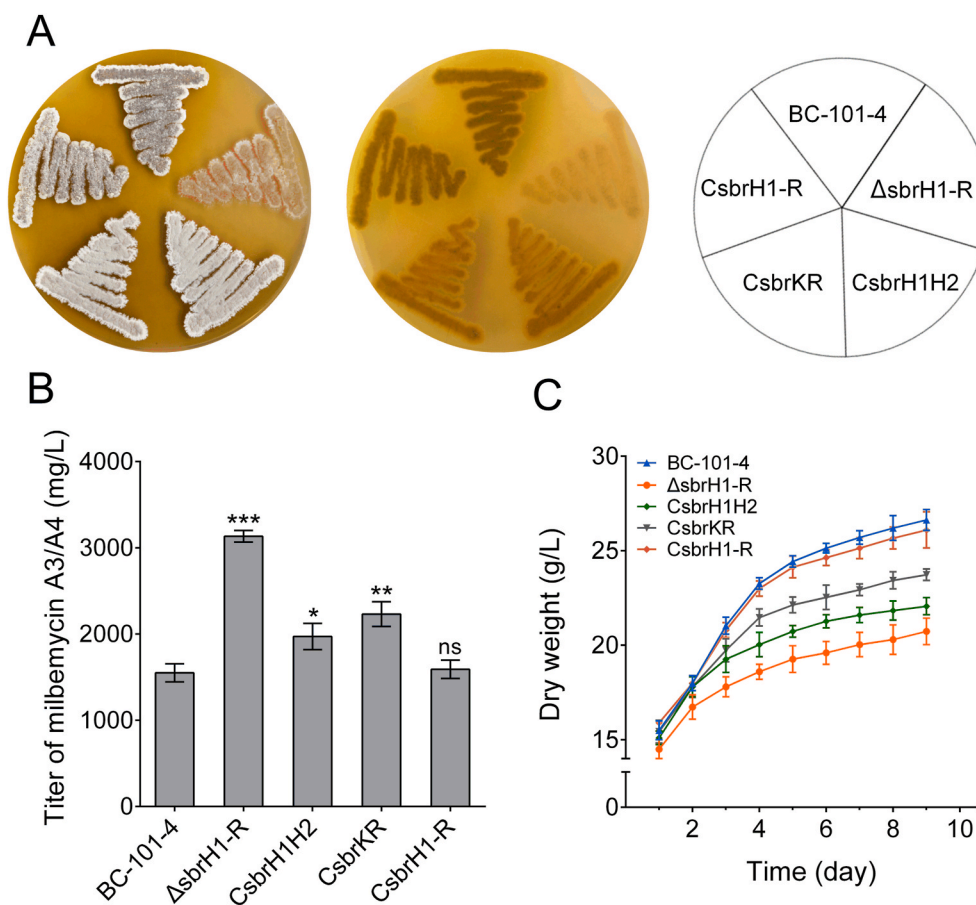 A
BC-101-4
CsbrH1-R
ΔsbrH1-R
CsbrKR
CsbrH1H2
B
Titer of milbemycin A3/A4 (mg/L)
4000
3000
2000
1000
0
***
*
**
ns
BC-101-4
ΔsbrH1-R
CsbrH1H2
CsbrKR
CsbrH1-R
C
Dry weight (g/L)
30
25
20
15
0
BC-101-4
ΔsbrH1-R
CsbrH1H2
CsbrKR
CsbrH1-R
2
4
6
8
10
Time (day)